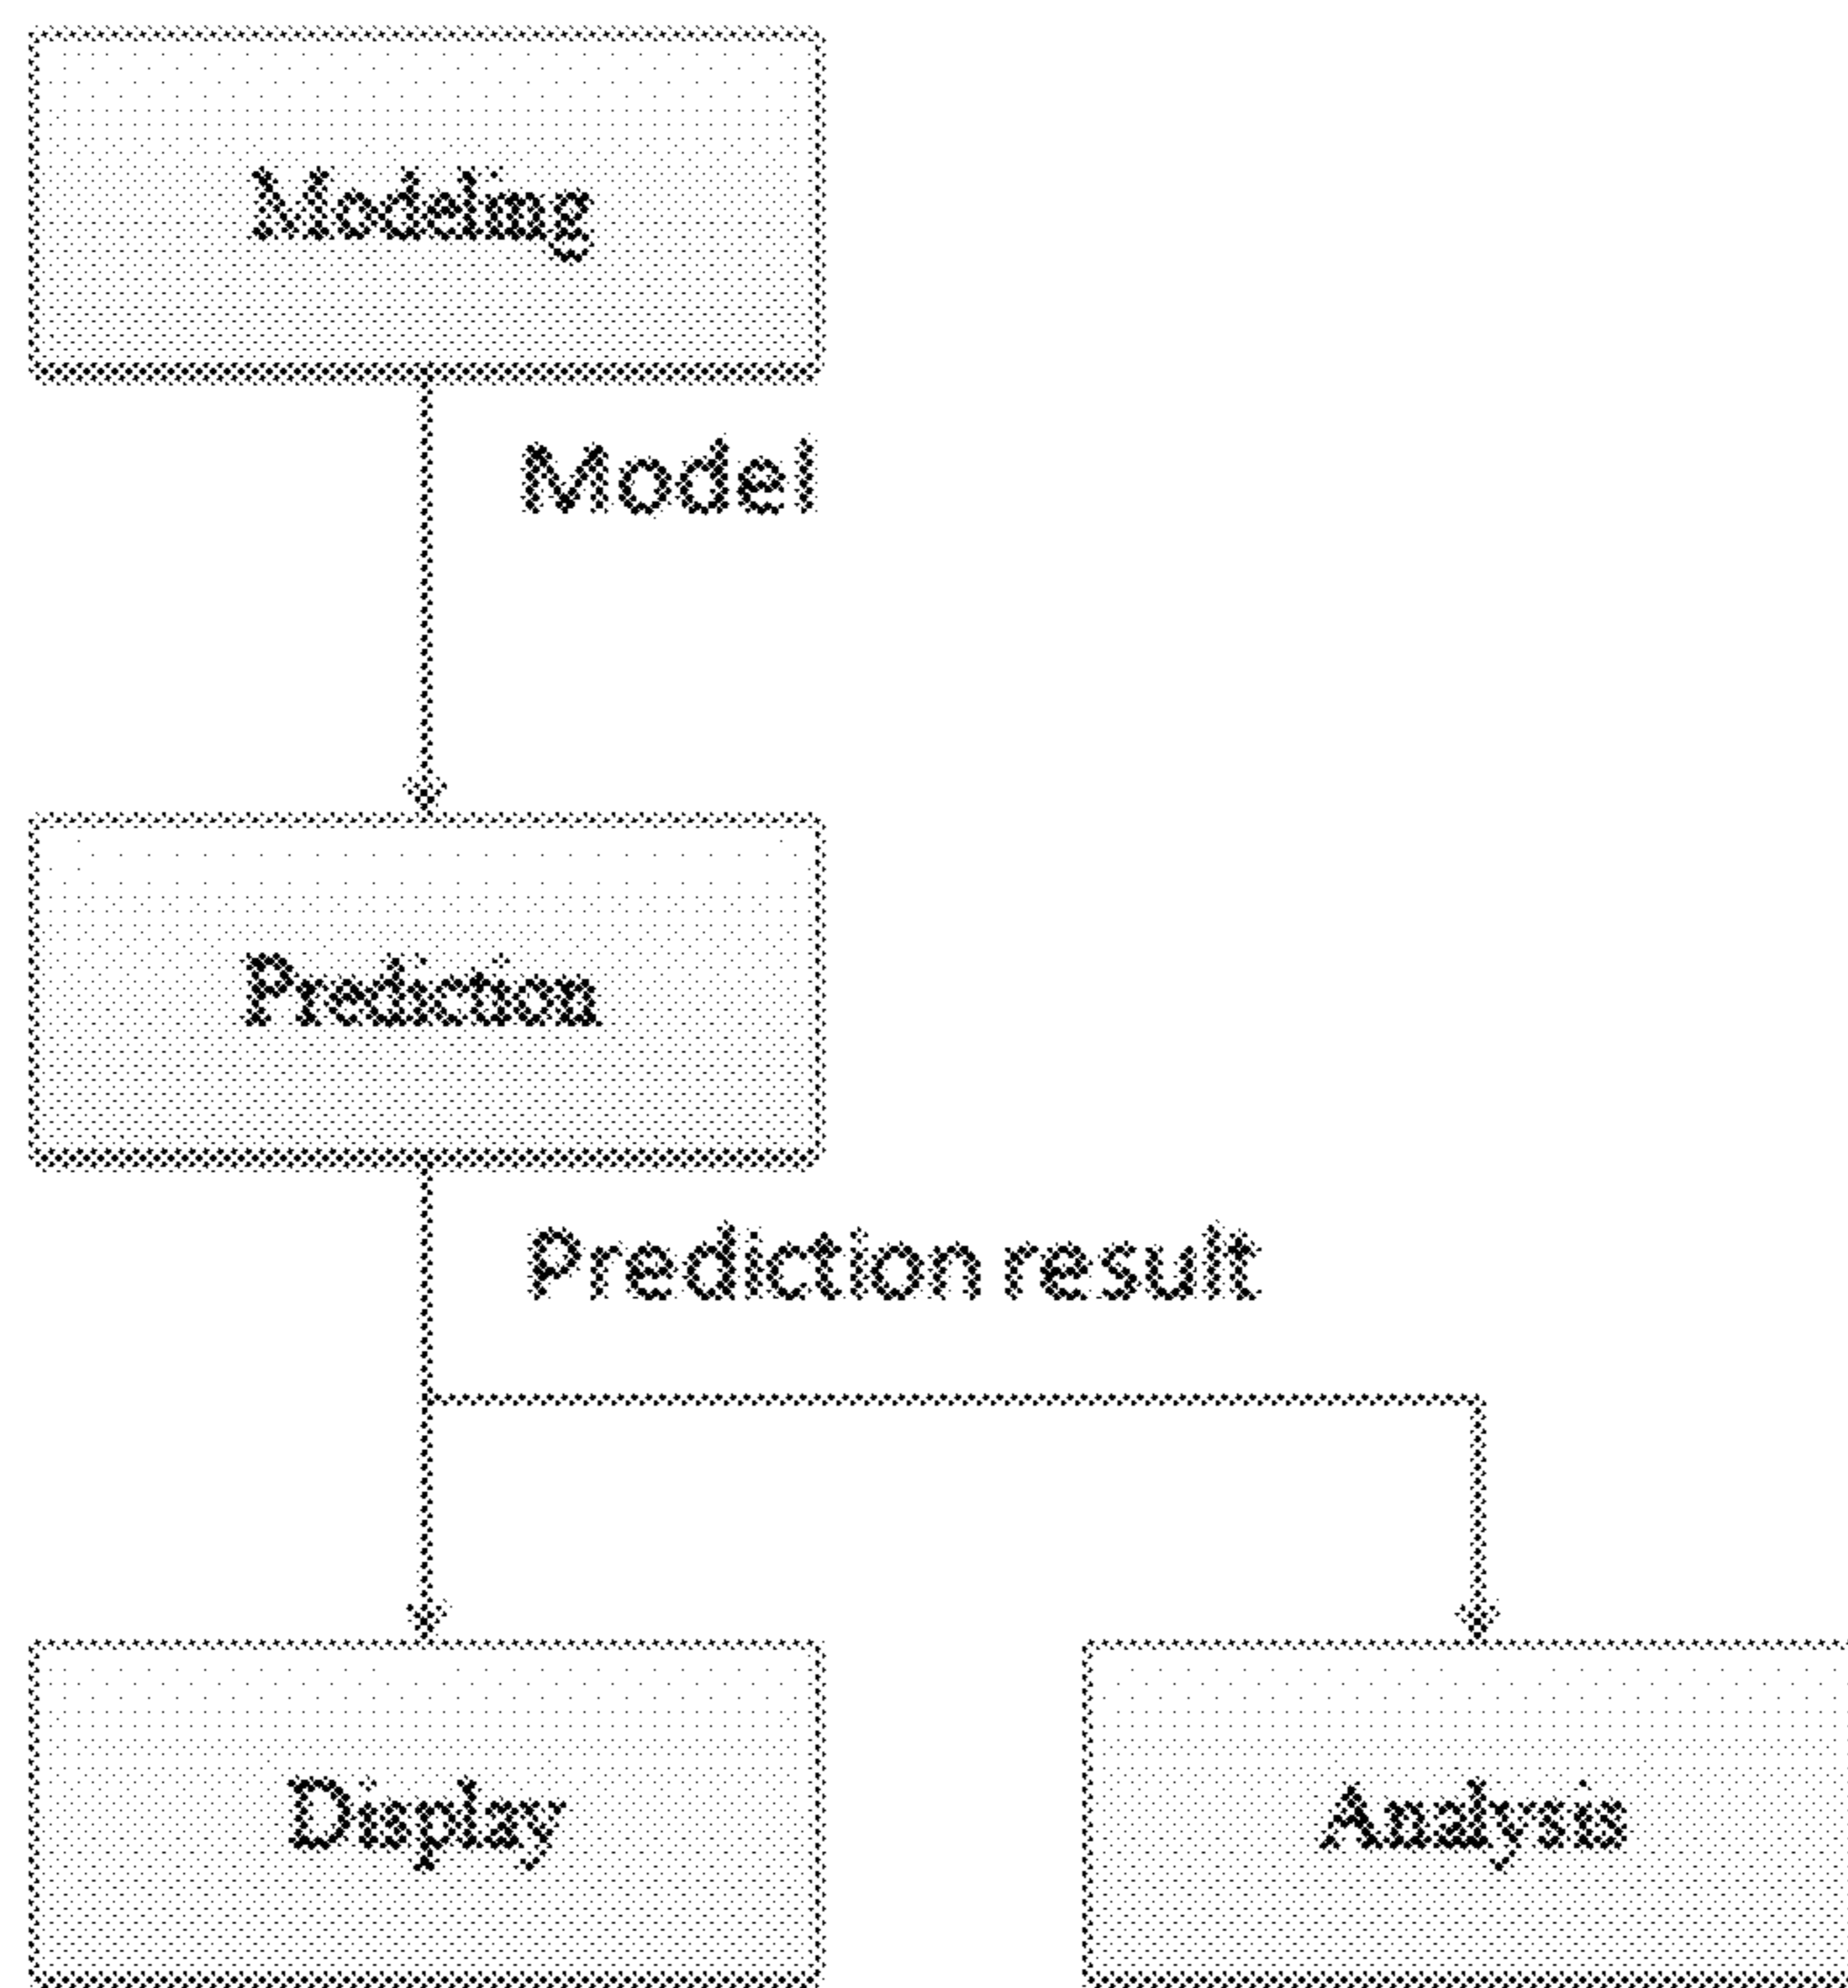 Modeling
Model
Prediction
Prediction result
Display
Analysis